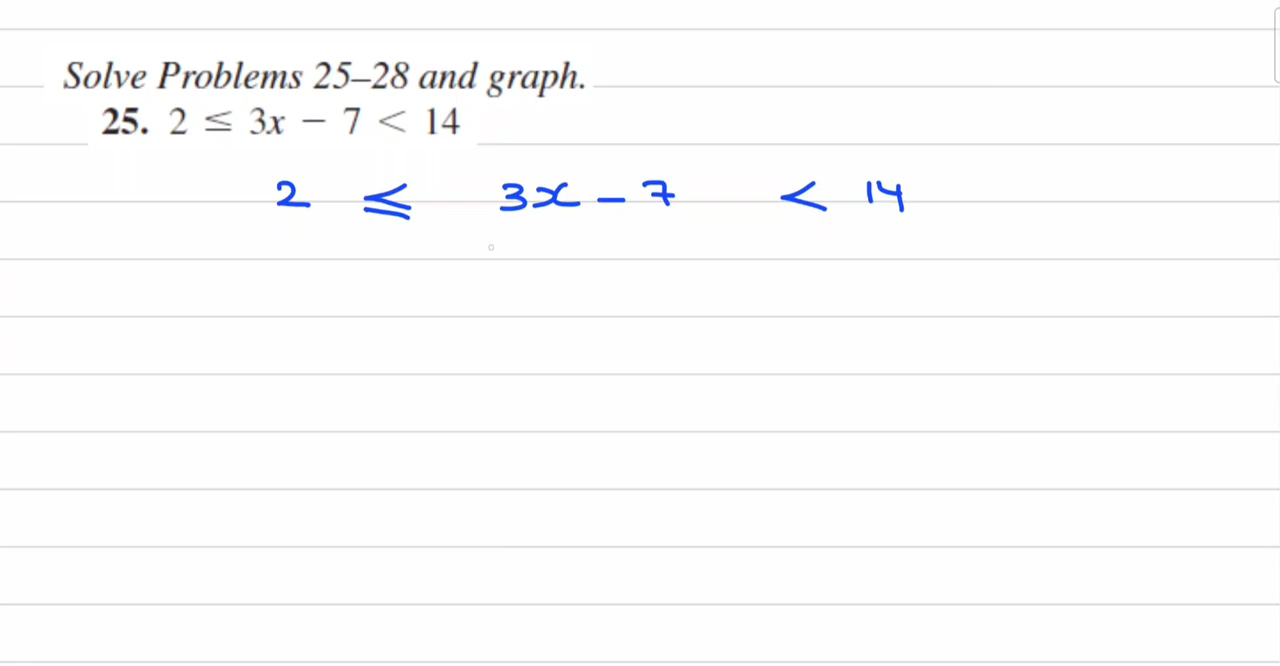 Solve Problems 25–28 and graph.
25. 2 ≤ 3x − 7 < 14
2 ≤ 3x − 7 < 14